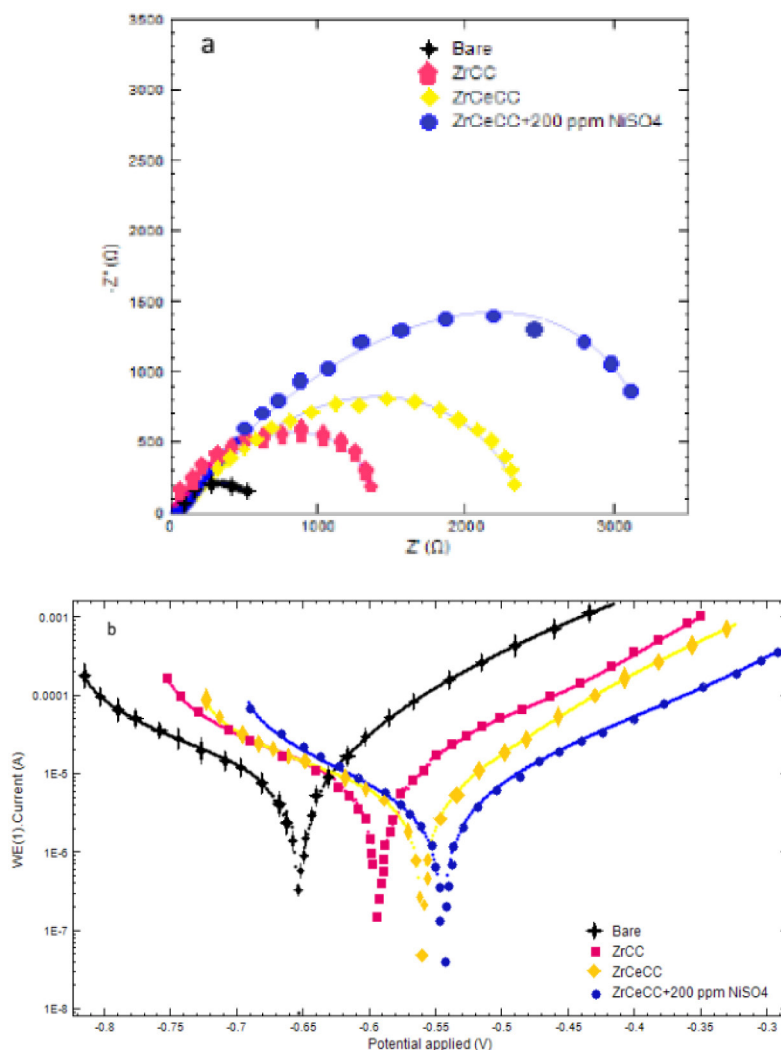 a
Bare
ZrCC
ZrCeCC
ZrCeCC+200 ppm NiSO4
3500
3000
2500
2000
1500
1000
500
0
-Z" (Ω)
0 1000 2000 3000
Z' (Ω)
b
0.001
0.0001
1E-5
1E-6
1E-7
1E-8
WE(1).Current (A)
Bare
ZrCC
ZrCeCC
ZrCeCC+200 ppm NiSO4
-0.8 -0.75 -0.7 -0.65 -0.6 -0.55 -0.5 -0.45 -0.4 -0.35 -0.3
Potential applied (V)